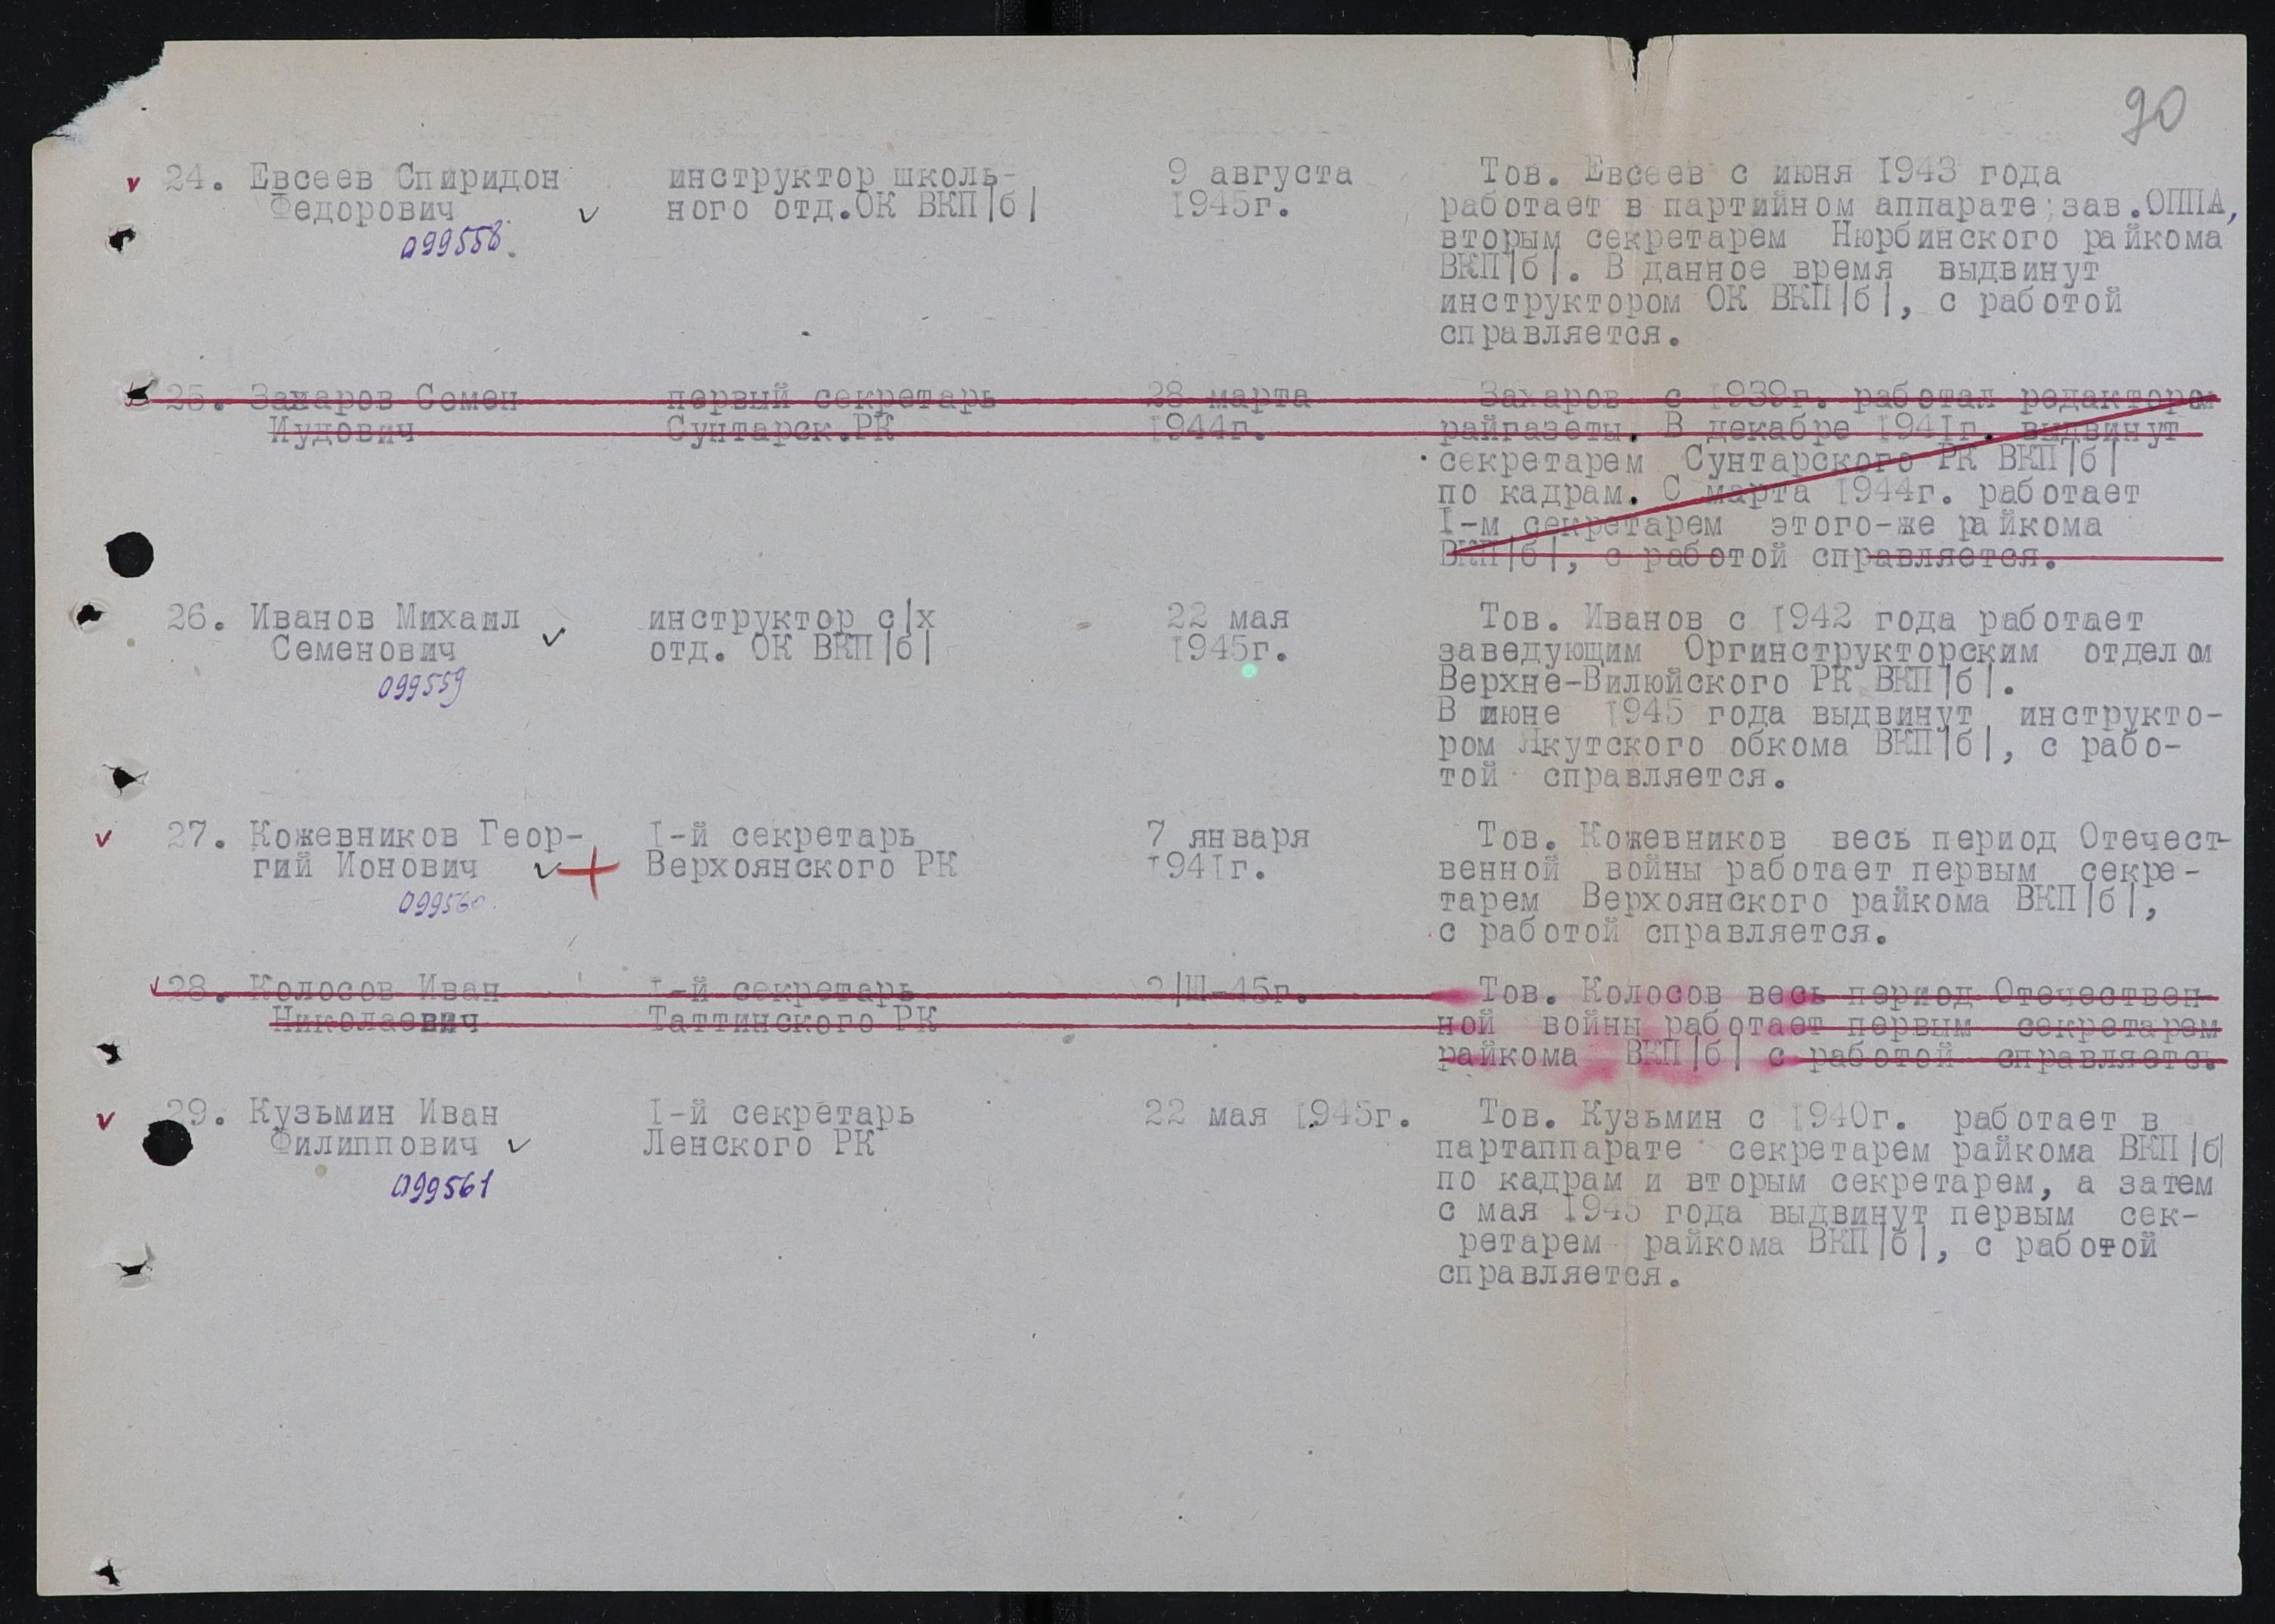 90
24. Евсеев Спиридон инструктор школь- 9 августа Тов. Евсеев с июня 1943 года
Федорович ного отд.ОК ВКП|б| 1945г. работает в партийном аппарате;зав.ОППА,
099558. вторым секретарем Нюрбинского райкома
ВКП|б|. В данное время выдвинут
инструктором ОК ВКП|б|, с работой
справляется.
25. Захаров Семен первый секретарь 28 марта Захаров с 1939г. работал редактором
Иудович Сунтарск.РК 1944г. райгазеты. В декабре 1941г. выдвинут
секретарем Сунтарского РК ВКП|б|
по кадрам. С марта 1944г. работает
I-м секретарем этого-же райкома
ВКП|б|, с работой справляется.
26. Иванов Михаил инструктор с|х 22 мая Тов. Иванов с 1942 года работает
Семенович отд. ОК ВКП|б| 1945г. заведующим Оргинструкторским отделом
099559 Верхне-Вилюйского РК ВКП|б|.
В июне 1945 года выдвинут инструкто-
ром Якутского обкома ВКП|б|, с рабо-
той справляется.
27. Кожевников Геор- I-й секретарь 7 января Тов. Кожевников весь период Отечест-
гий Ионович Верхоянского РК 1941г. венной войны работает первым секре-
099560. тарем Верхоянского райкома ВКП|б|,
с работой справляется.
28. Колосов Иван I-й секретарь 2|Ш-45г. Тов. Колосов весь период Отечествен-
Николаевич Таттинского РК ной войны работает первым секретарем
райкома ВКП|б| с работой справляетс.
29. Кузьмин Иван I-й секретарь 22 мая 1945г. Тов. Кузьмин с 1940г. работает в
Филиппович Ленского РК партаппарате секретарем райкома ВКП|б|
099561 по кадрам и вторым секретарем, а затем
с мая 1945 года выдвинут первым сек-
ретарем райкома ВКП|б|, с работой
справляется.